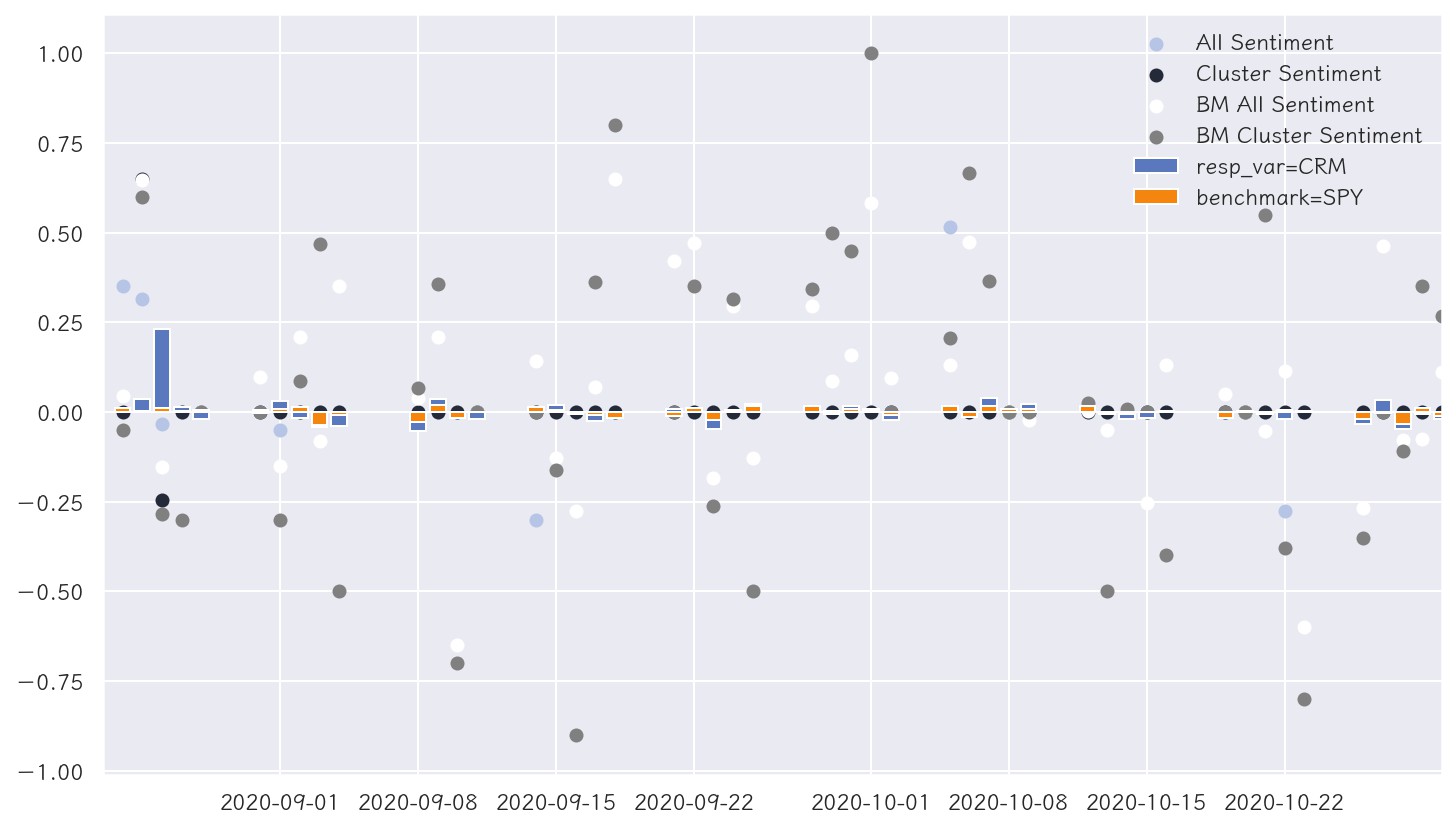 1.00
0.75
0.50
0.25
0.00
−0.25
−0.50
−0.75
−1.00
All Sentiment
Cluster Sentiment
BM All Sentiment
BM Cluster Sentiment
resp_var=CRM
benchmark=SPY
2020-09-01 2020-09-08 2020-09-15 2020-09-22 2020-10-01 2020-10-08 2020-10-15 2020-10-22